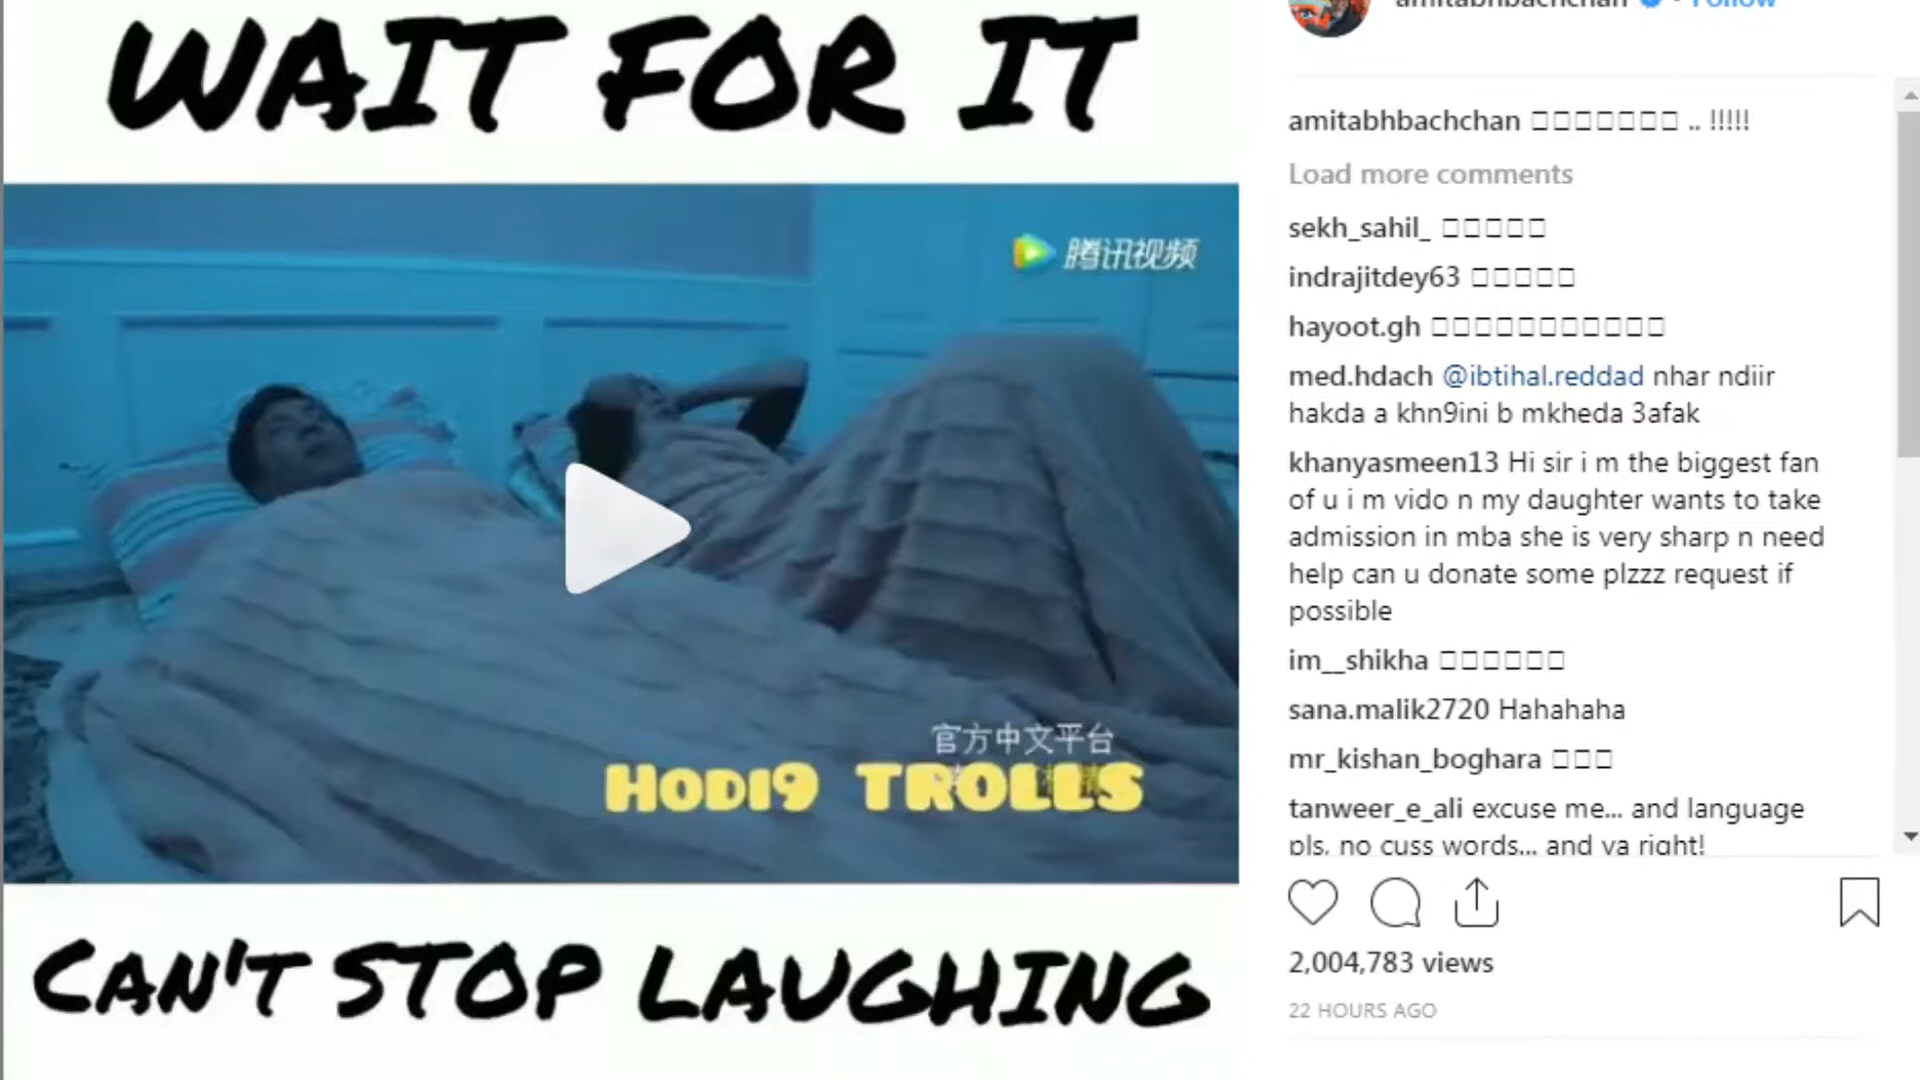 WAIT FOR IT
腾讯视频
官方中文平台
HODI9 TROLLS
CAN'T STOP LAUGHING
amitabhbachchan • Follow
amitabhbachchan .. !!!!!
Load more comments
sekh_sahil_
indrajitdey63
hayoot.gh
med.hdach @ibtihal.reddad nhar ndiir
hakda a khn9ini b mkheda 3afak
khanyasmeen13 Hi sir i m the biggest fan
of u i m vido n my daughter wants to take
admission in mba she is very sharp n need
help can u donate some plzzz request if
possible
im__shikha
sana.malik2720 Hahahaha
mr_kishan_boghara
tanweer_e_ali excuse me... and language
pls, no cuss words... and ya right!
2,004,783 views
22 HOURS AGO